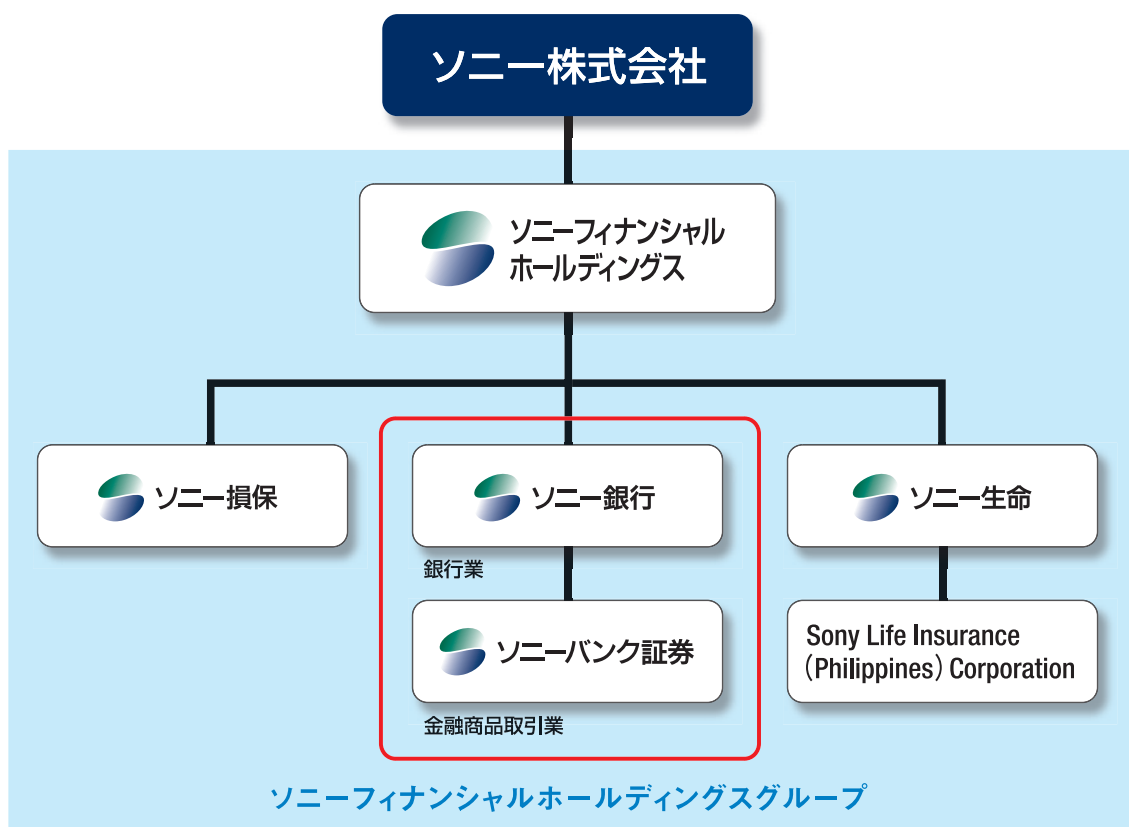 ソニー株式会社
ソニーフィナンシャル
ホールディングス
ソニー損保
ソニー銀行
ソニー生命
銀行業
ソニーバンク証券
Sony Life Insurance
(Philippines) Corporation
金融商品取引業
ソニーフィナンシャルホールディングスグループ